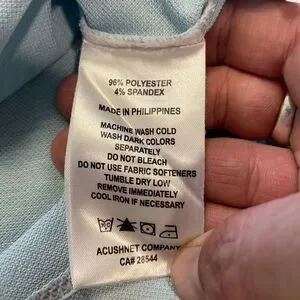 96% POLYESTER
4% SPANDEX
MADE IN PHILIPPINES
MACHINE WASH COLD
WASH DARK COLORS
SEPARATELY
DO NOT BLEACH
DO NOT USE FABRIC SOFTENERS
TUMBLE DRY LOW
REMOVE IMMEDIATELY
COOL IRON IF NECESSARY
ACUSHNET COMPANY
CA# 28544